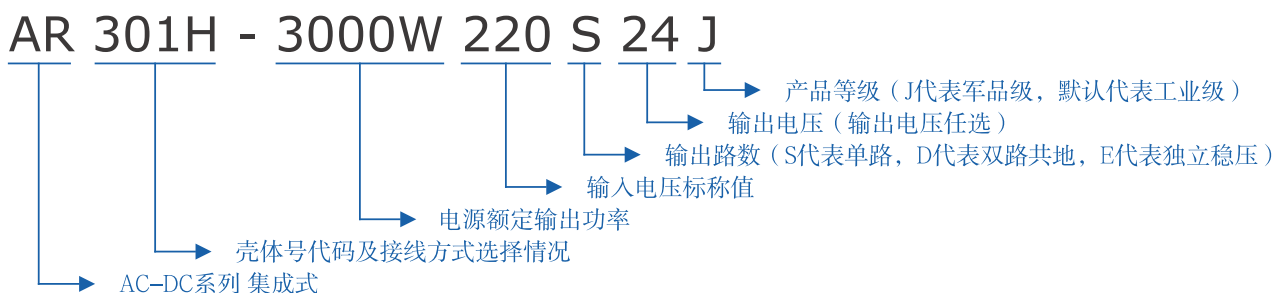 AR 301H - 3000W 220 S 24 J
产品等级（J代表军品级，默认代表工业级）
输出电压（输出电压任选）
输出路数（S代表单路，D代表双路共地，E代表独立稳压）
输入电压标称值
电源额定输出功率
壳体号代码及接线方式选择情况
AC-DC系列 集成式